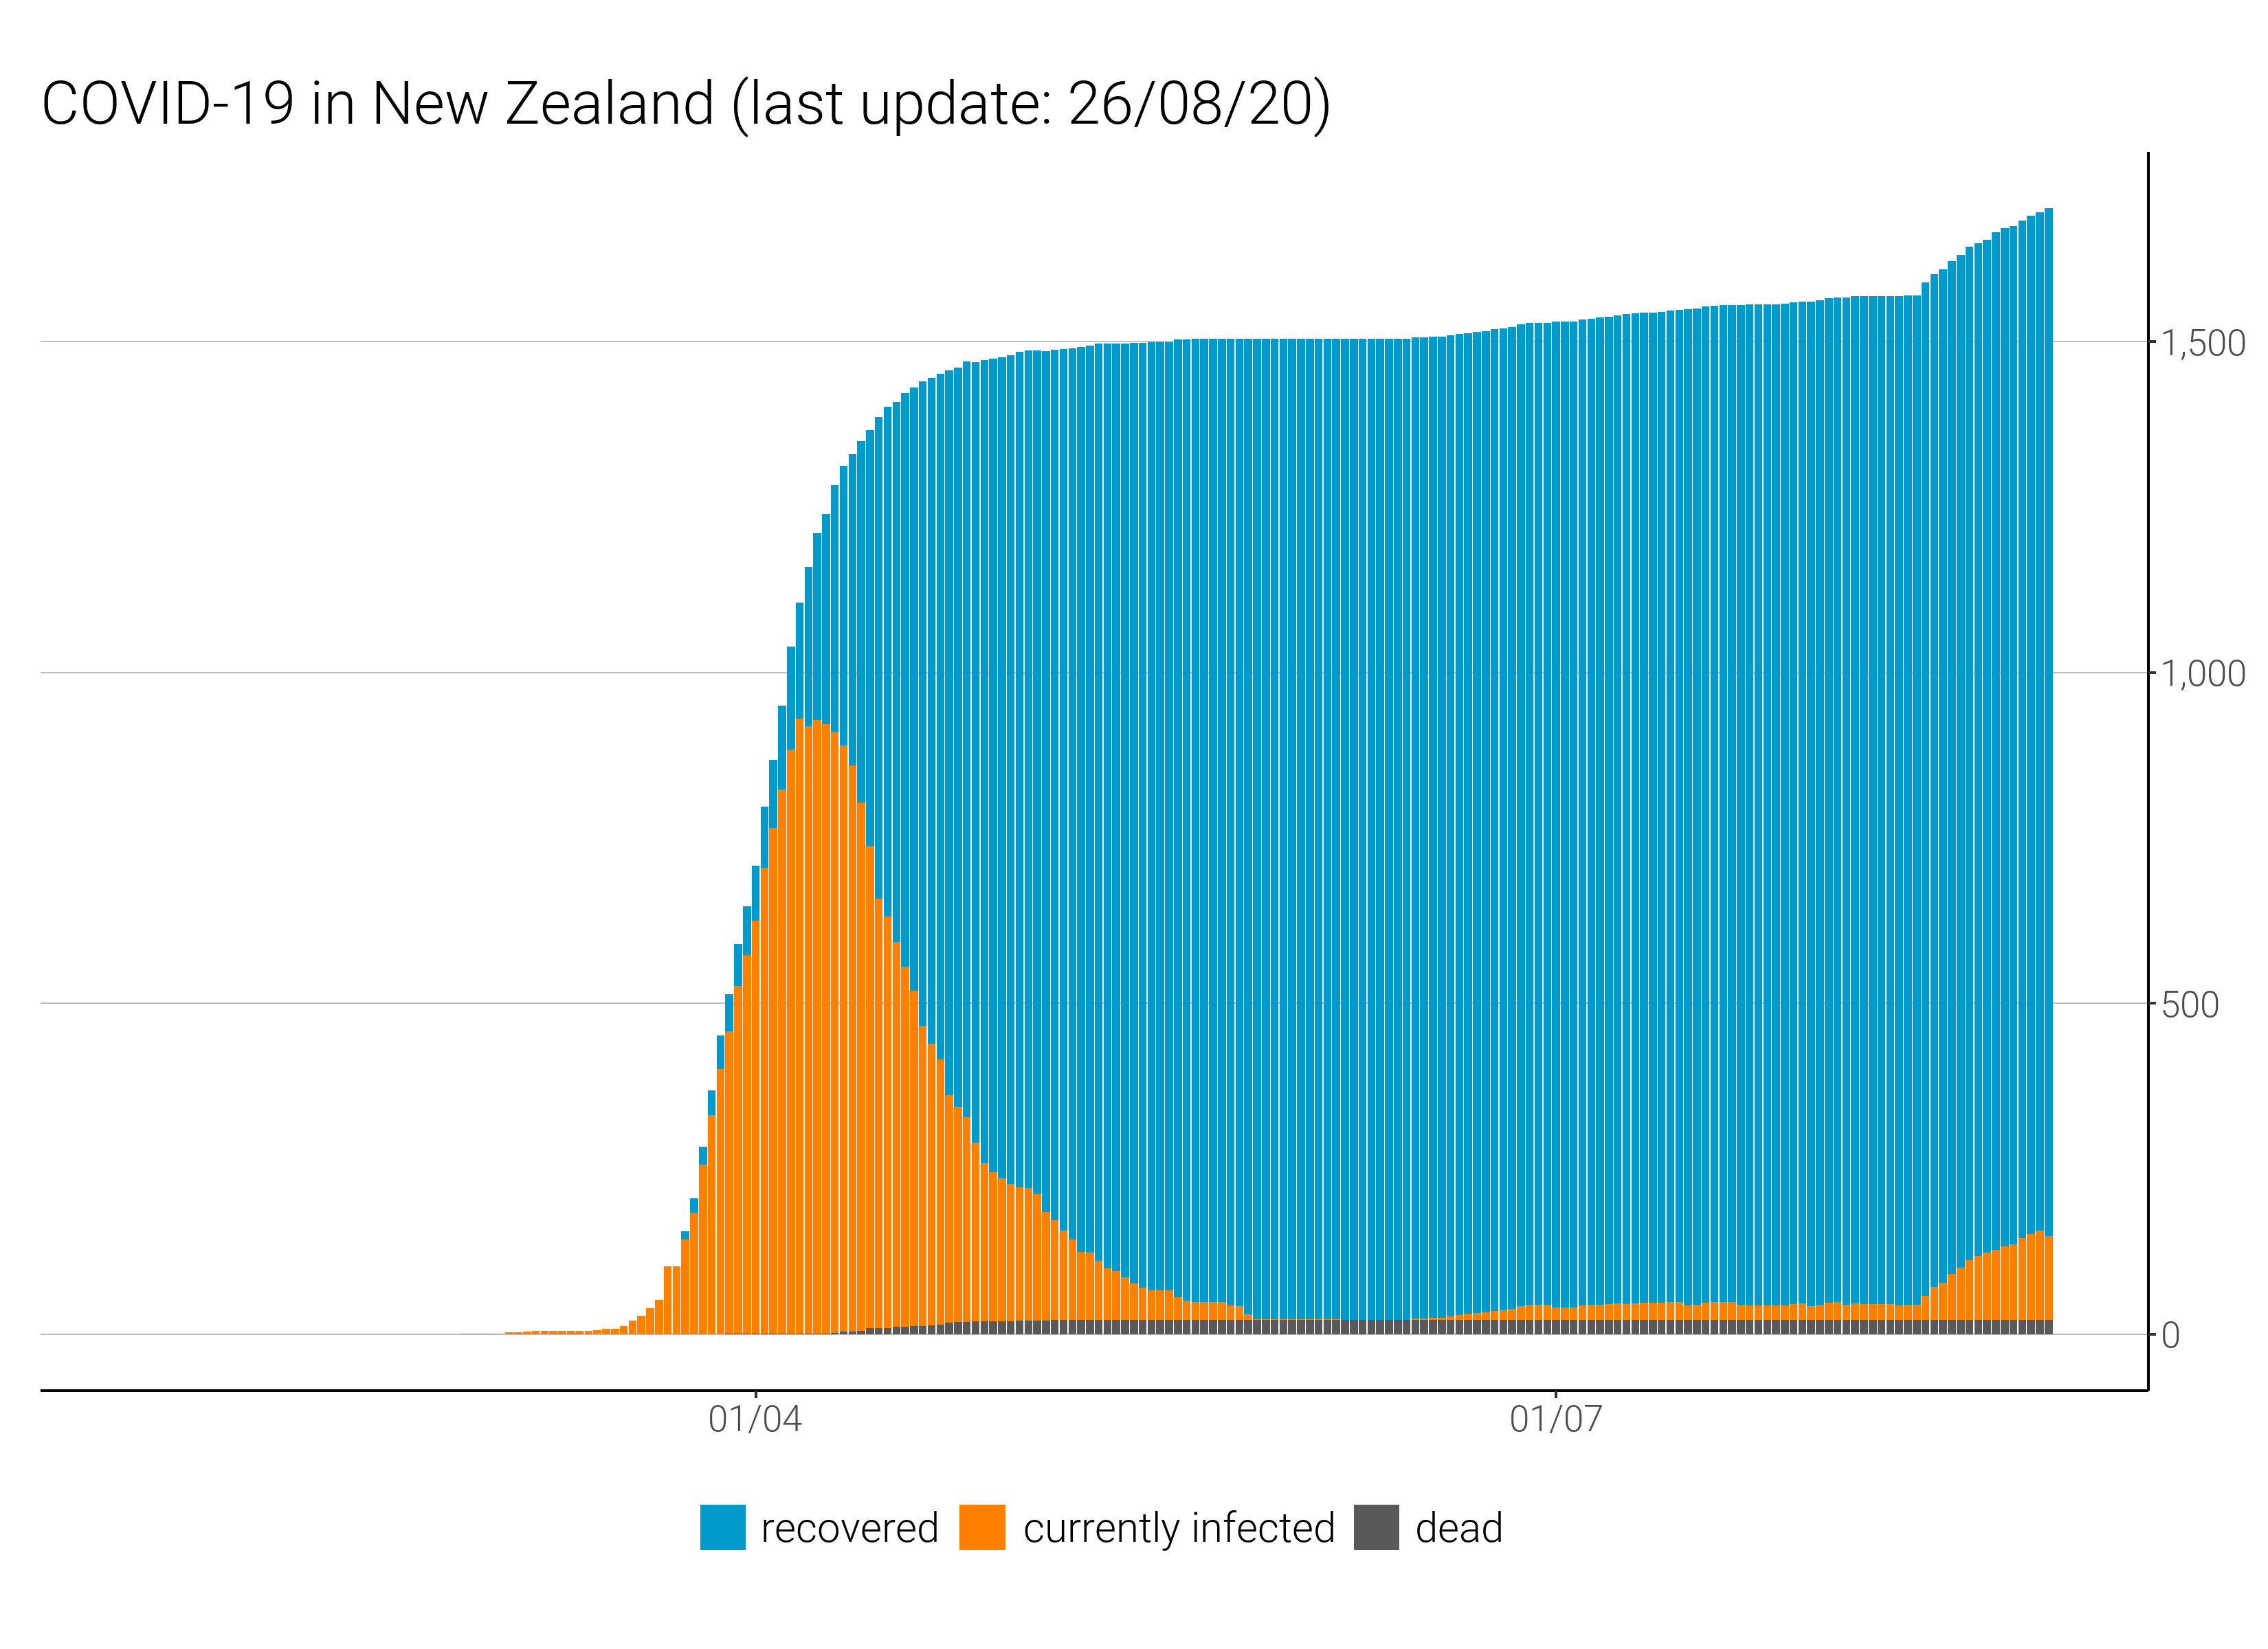 COVID-19 in New Zealand (last update: 26/08/20)
1,500
1,000
500
0
01/04 01/07
recovered currently infected dead